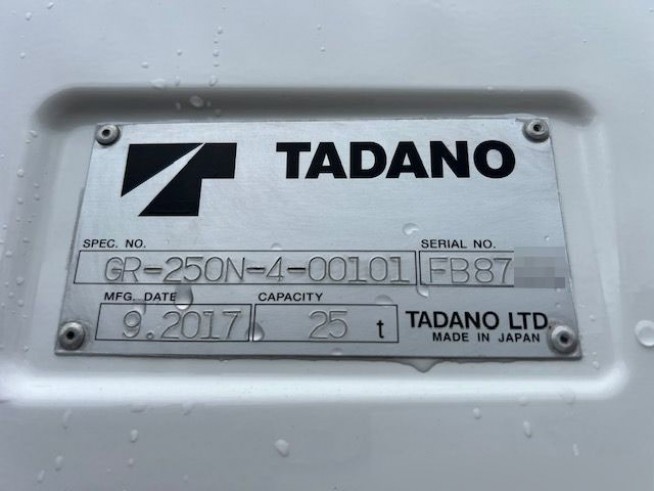 TADANO
SPEC. NO. SERIAL NO.
GR-250N-4-00101 FB87
MFG. DATE CAPACITY
9.2017 25 t TADANO LTD.
MADE IN JAPAN